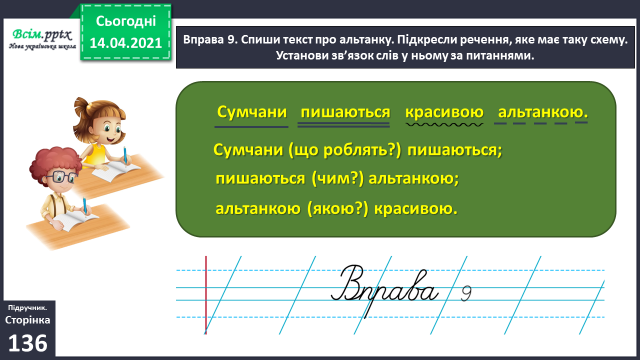 Всім.pptx
Нова українська школа
Сьогодні
14.04.2021
Вправа 9. Спиши текст про альтанку. Підкресли речення, яке має таку схему.
Установи зв’язок слів у ньому за питаннями.
Сумчани пишаються красивою альтанкою.
Сумчани (що роблять?) пишаються;
пишаються (чим?) альтанкою;
альтанкою (якою?) красивою.
Вправа 9
Підручник.
Сторінка
136